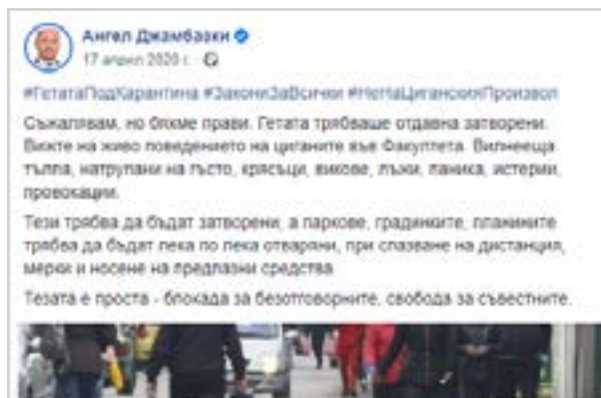 Ангел Джамбазки
17 април 2020 г.
#ГетатаПодКарантина #ЗакониЗаВсички #НеНаЦиганскияПроизвол
Съжалявам, но бяхме прави. Гетата трябваше отдавна затворени.
Вижте на живо поведението на циганите във Факултета. Вилнееща
тълпа, натрупани на гъсто, крясъци, викове, лъжи, паника, истерии,
провокации.
Тези трябва да бъдат затворени, а паркове, градинките, планините
трябва да бъдат лека по лека отваряни, при спазване на дистанция,
мерки и носене на предпазни средства.
Тезата е проста - блокада за безотговорните, свобода за съвестните.